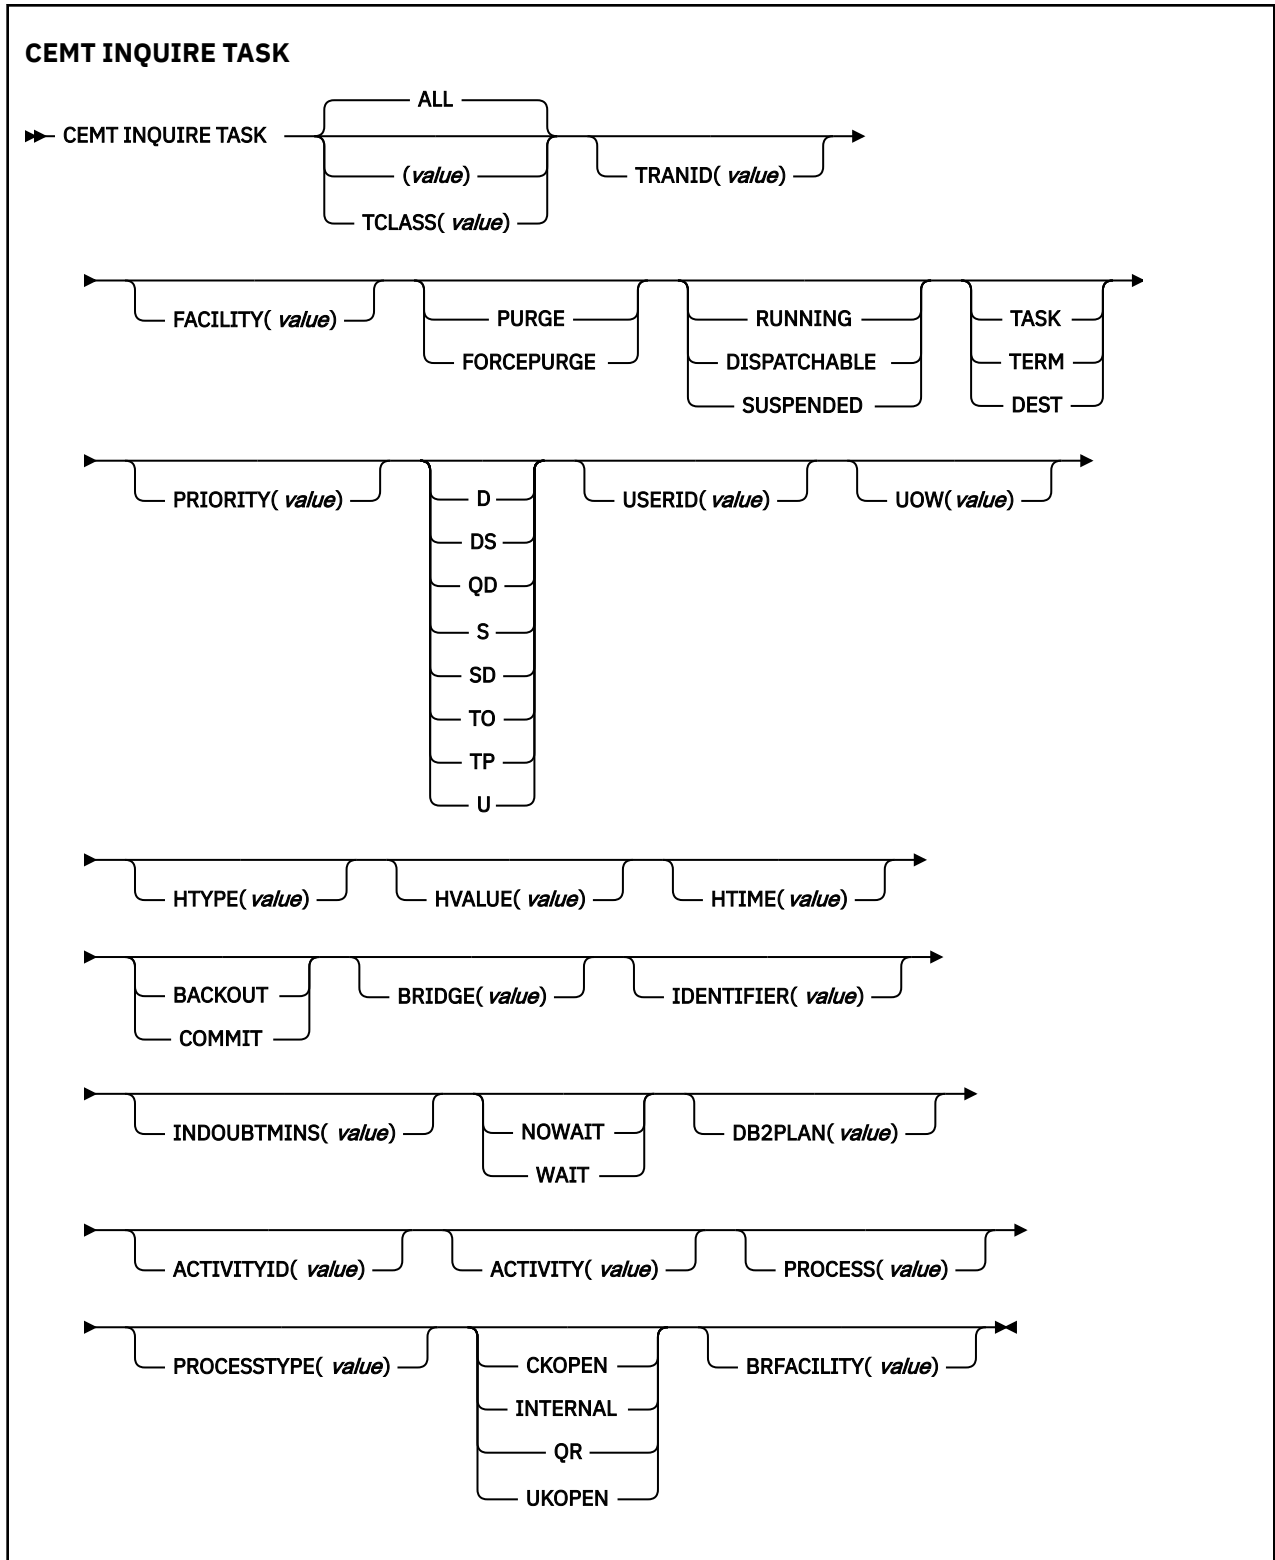 CEMT INQUIRE TASK
ALL
CEMT INQUIRE TASK
(value)
TRANID( value)
TCLASS( value)
FACILITY( value)
PURGE
RUNNING
TASK
FORCEPURGE
DISPATCHABLE
TERM
SUSPENDED
DEST
PRIORITY( value)
D
USERID( value)
UOW( value)
DS
QD
S
SD
TO
TP
U
HTYPE( value)
HVALUE( value)
HTIME( value)
BACKOUT
BRIDGE( value)
IDENTIFIER( value)
COMMIT
INDOUBTMINS( value)
NOWAIT
DB2PLAN( value)
WAIT
ACTIVITYID( value)
ACTIVITY( value)
PROCESS( value)
PROCESSTYPE( value)
CKOPEN
BRFACILITY( value)
INTERNAL
QR
UKOPEN